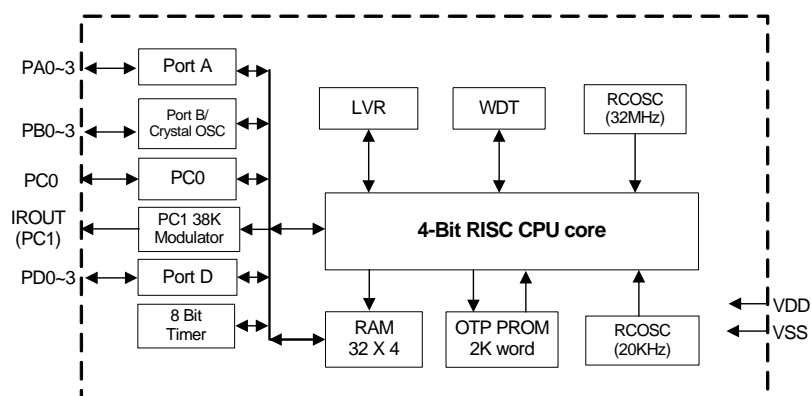 PA0~3
Port A
PB0~3
Port B/
Crystal OSC
PC0
PC0
IROUT
(PC1)
PC1 38K
Modulator
PD0~3
Port D
8 Bit
Timer
LVR
WDT
RCOSC
(32MHz)
4-Bit RISC CPU core
RAM
32 X 4
OTP PROM
2K word
RCOSC
(20KHz)
VDD
VSS